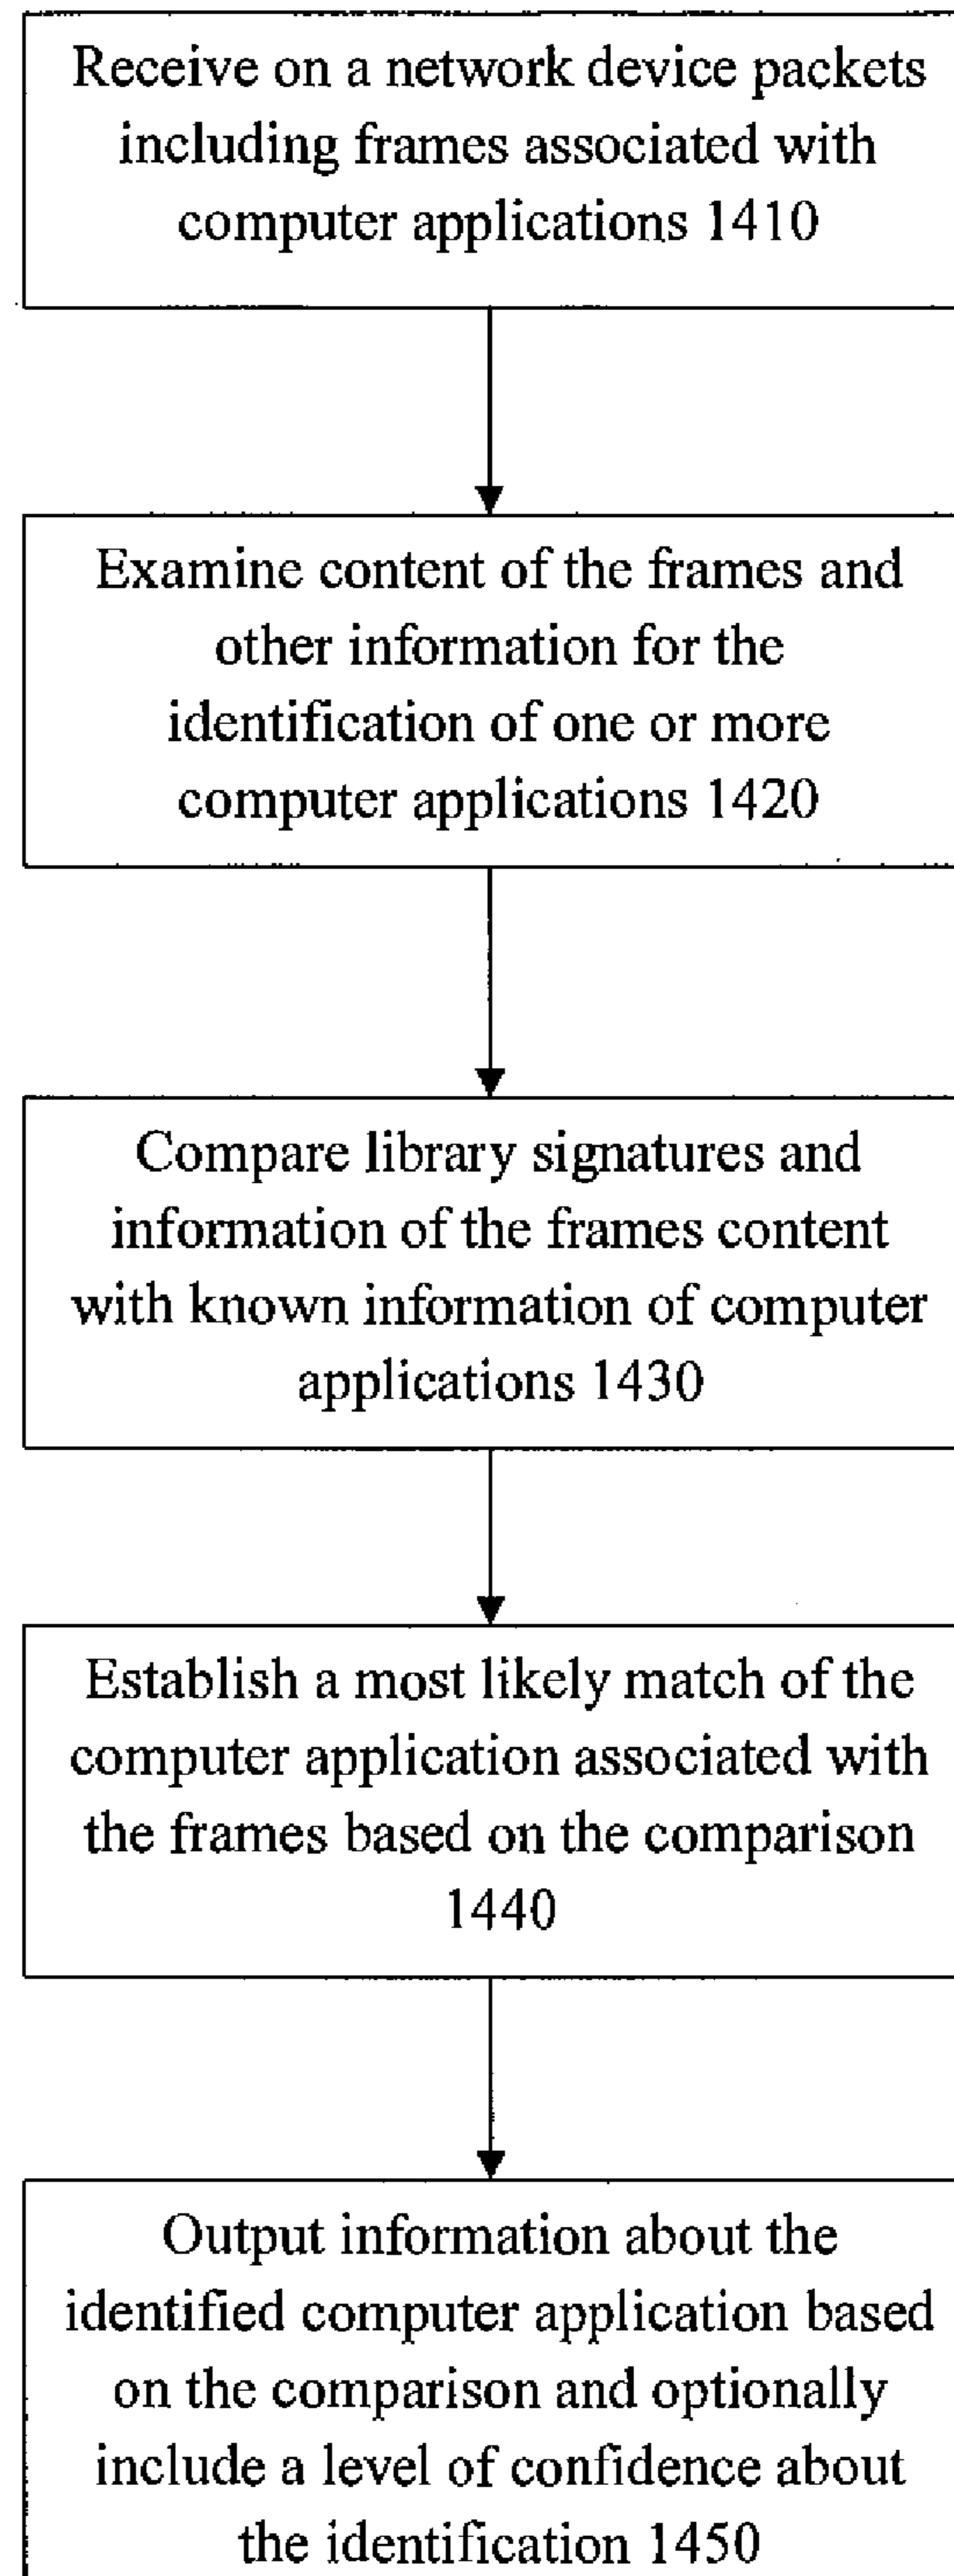 Receive on a network device packets
including frames associated with
computer applications 1410
Examine content of the frames and
other information for the
identification of one or more
computer applications 1420
Compare library signatures and
information of the frames content
with known information of computer
applications 1430
Establish a most likely match of the
computer application associated with
the frames based on the comparison
1440
Output information about the
identified computer application based
on the comparison and optionally
include a level of confidence about
the identification 1450